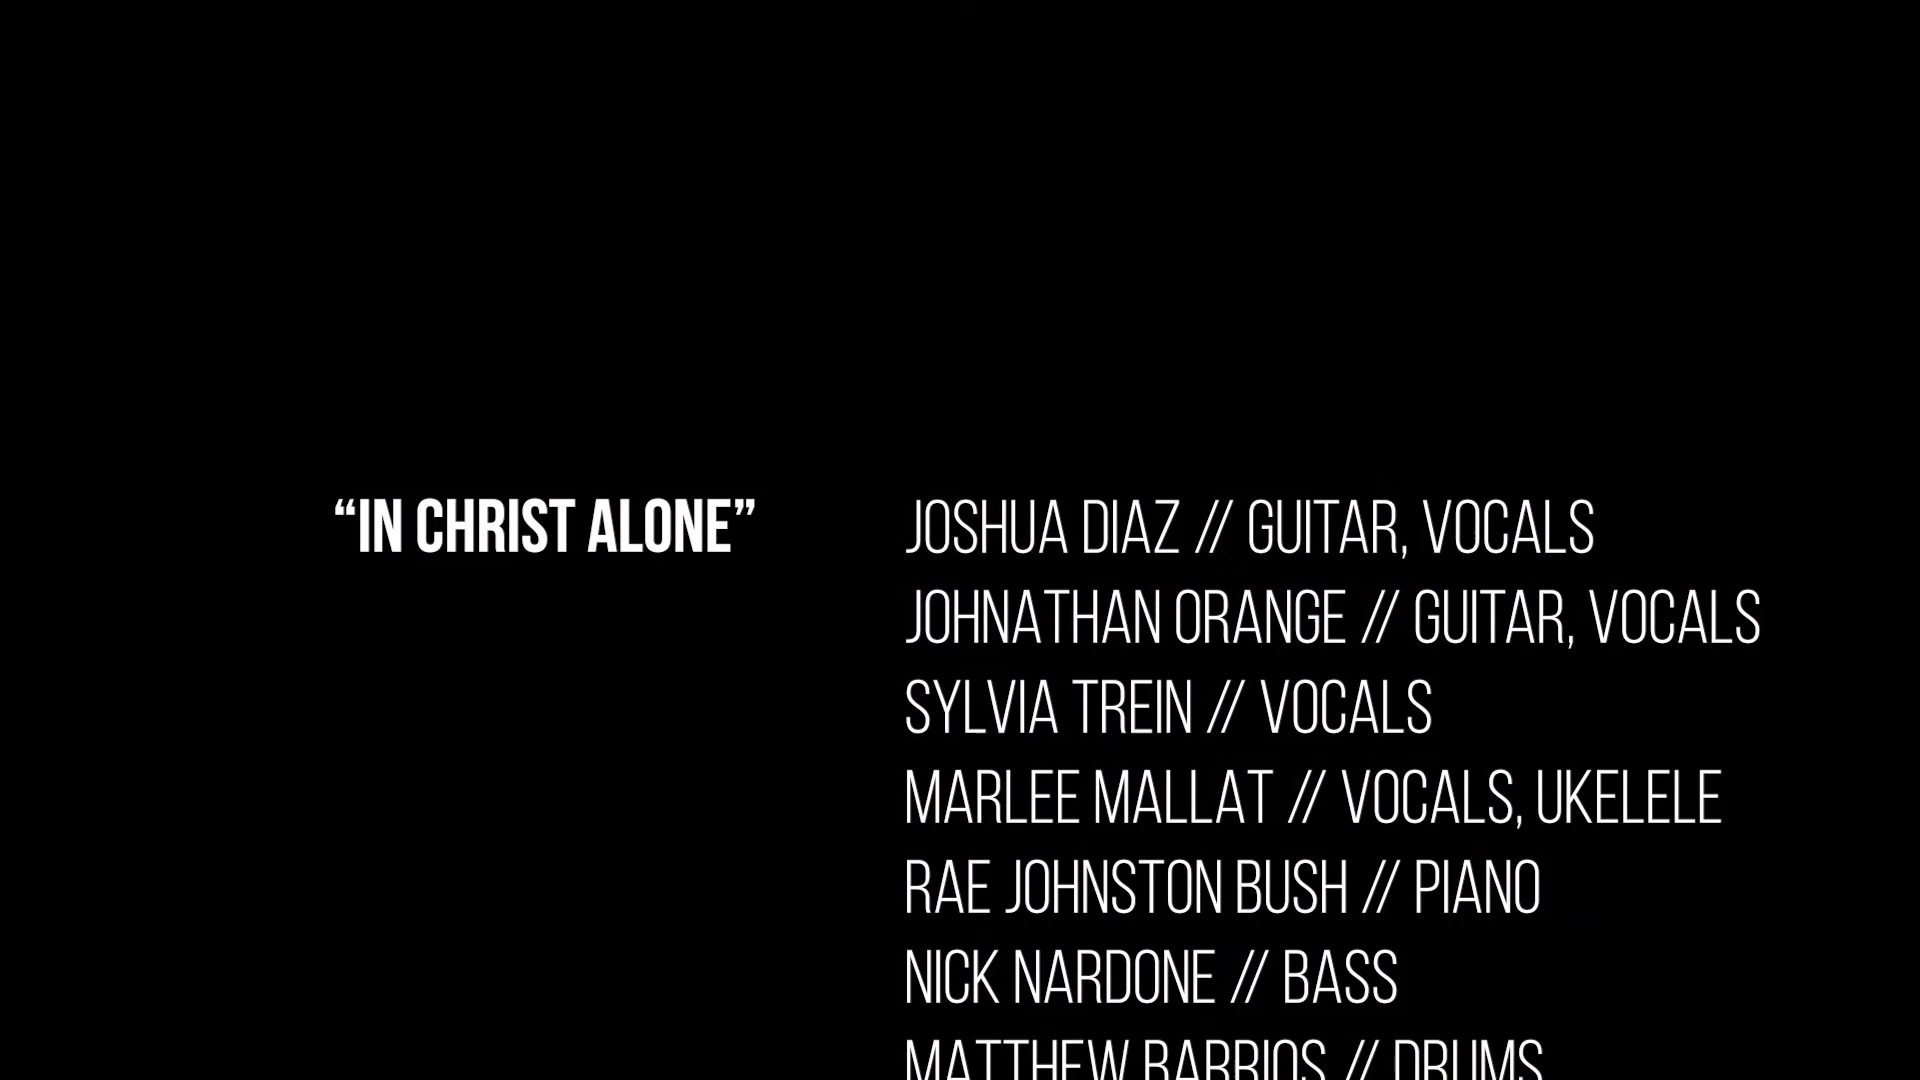 “IN CHRIST ALONE”
JOSHUA DIAZ // GUITAR, VOCALS
JOHNATHAN ORANGE // GUITAR, VOCALS
SYLVIA TREIN // VOCALS
MARLEE MALLAT // VOCALS, UKELELE
RAE JOHNSTON BUSH // PIANO
NICK NARDONE // BASS
MATTHEW BARRIOS // DRUMS